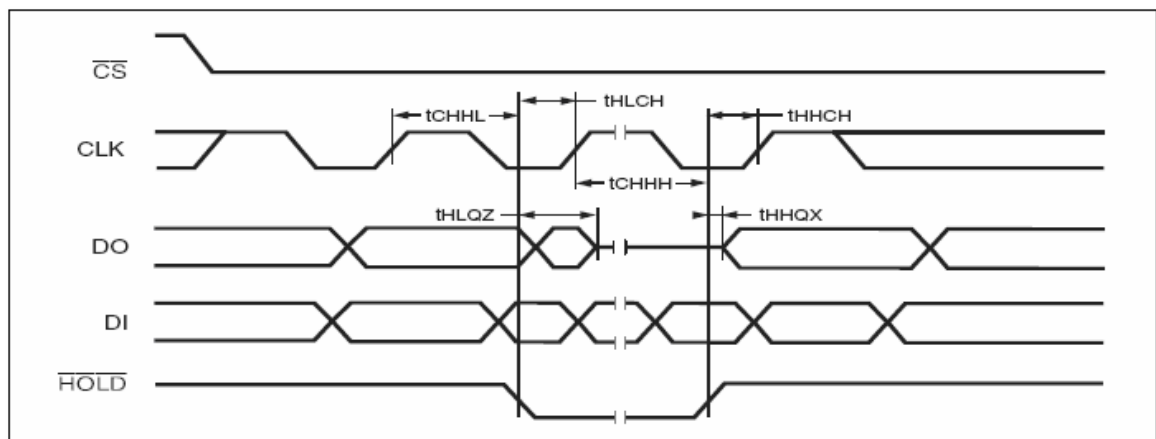 CS
tHLCH
tCHHL
tHHCH
CLK
tCHHH
tHLQZ
tHHQX
DO
DI
HOLD